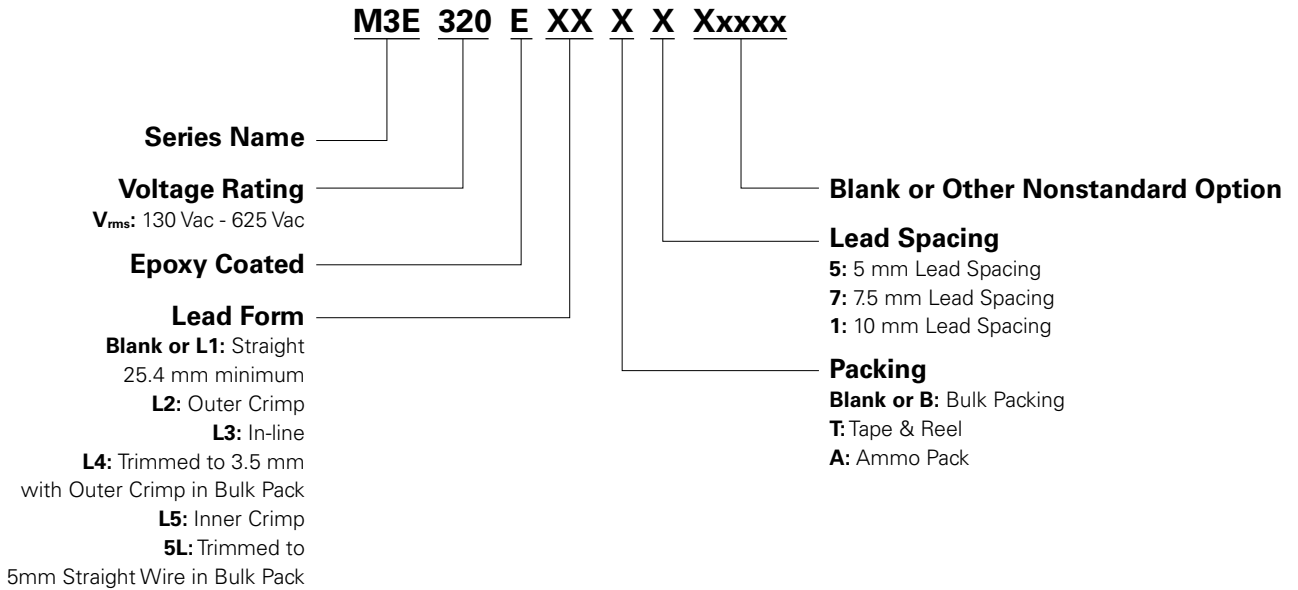 M3E 320 E XX X X Xxxxx
Series Name
Voltage Rating
Vrms: 130 Vac - 625 Vac
Epoxy Coated
Lead Form
Blank or L1: Straight
25.4 mm minimum
L2: Outer Crimp
L3: In-line
L4: Trimmed to 3.5 mm
with Outer Crimp in Bulk Pack
L5: Inner Crimp
5L: Trimmed to
5mm Straight Wire in Bulk Pack
Blank or Other Nonstandard Option
Lead Spacing
5: 5 mm Lead Spacing
7: 7.5 mm Lead Spacing
1: 10 mm Lead Spacing
Packing
Blank or B: Bulk Packing
T: Tape & Reel
A: Ammo Pack